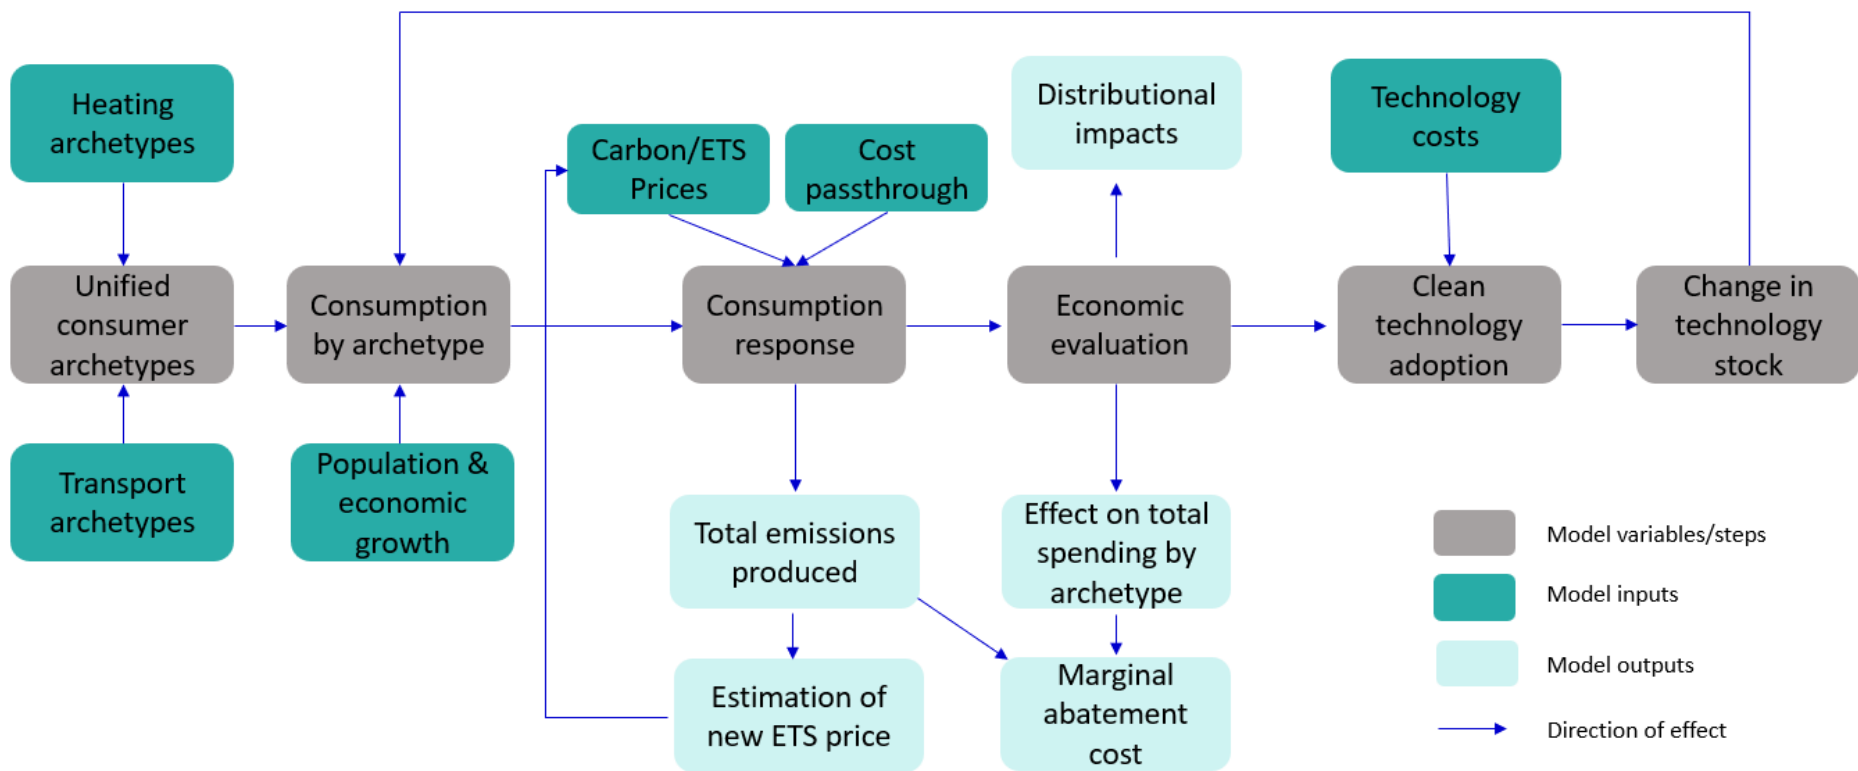 Heating
archetypes
Carbon/ETS
Prices
Cost
passthrough
Distributional
impacts
Technology
costs
Unified
consumer
archetypes
Consumption
by archetype
Consumption
response
Economic
evaluation
Clean
technology
adoption
Change in
technology
stock
Transport
archetypes
Population &
economic
growth
Total emissions
produced
Effect on total
spending by
archetype
Estimation of
new ETS price
Marginal
abatement
cost
Model variables/steps
Model inputs
Model outputs
Direction of effect